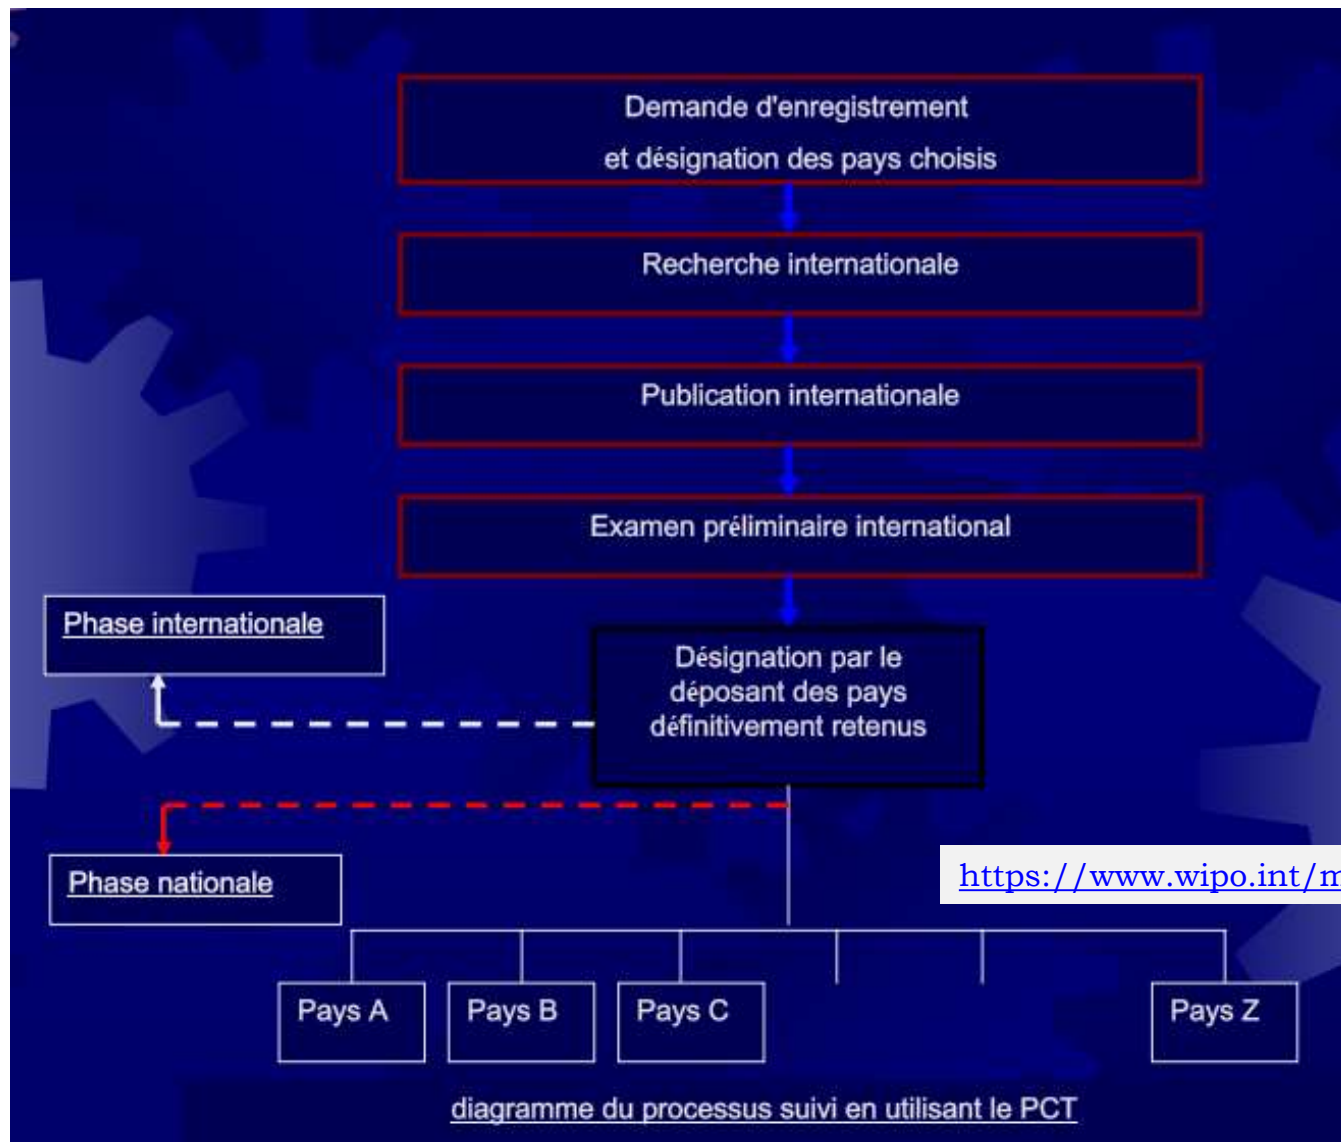 Demande d'enregistrement
et désignation des pays choisis
Recherche internationale
Publication internationale
Examen préliminaire international
Phase internationale
Désignation par le
déposant des pays
définitivement retenus
Phase nationale
https://www.wipo.int/m
Pays A
Pays B
Pays C
Pays Z
diagramme du processus suivi en utilisant le PCT